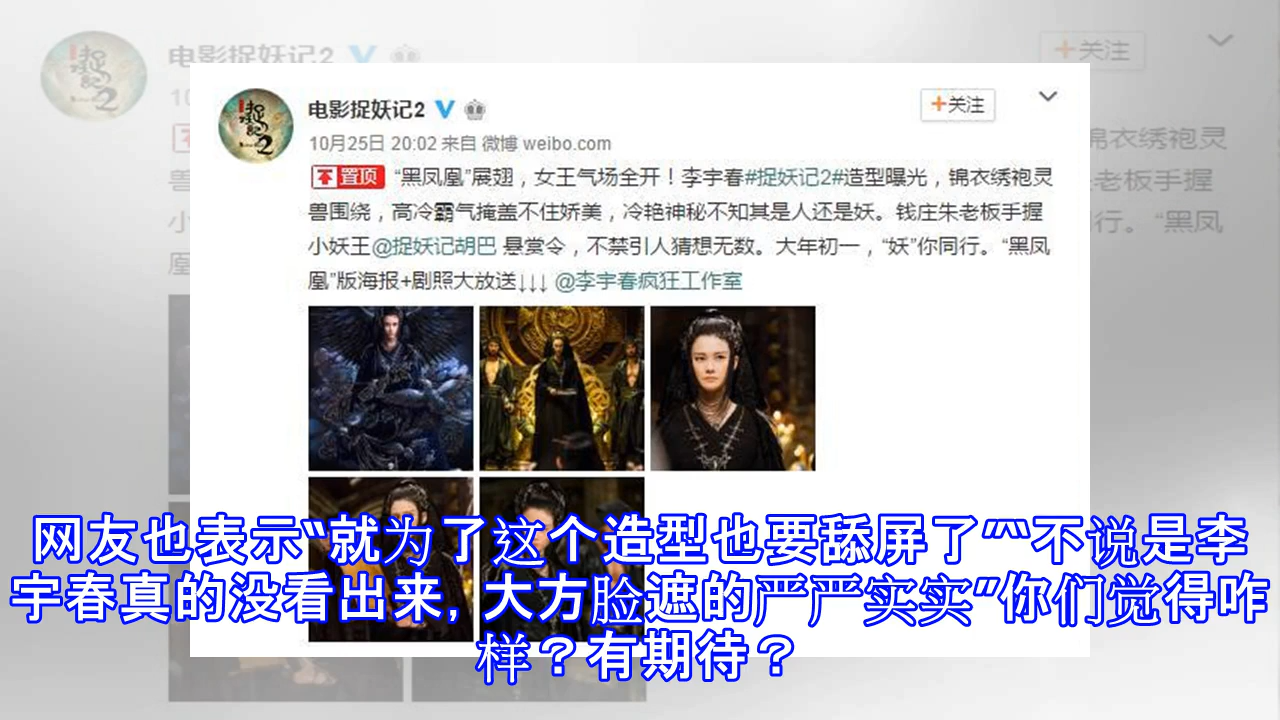 电影捉妖记2
关注
电影捉妖记2
关注
10月25日 20:02 来自 微博 weibo.com
置顶 “黑凤凰”展翅，女王气场全开！李宇春#捉妖记2#造型曝光，锦衣绣袍灵
兽围绕，高冷霸气掩盖不住娇美，冷艳神秘不知其是人还是妖。钱庄朱老板手握
小妖王@捉妖记胡巴 悬赏令，不禁引人猜想无数。大年初一，“妖”你同行。“黑凤
凰”版海报+剧照大放送↓↓↓ @李宇春疯狂工作室
网友也表示“就为了这个造型也要舔屏了”“不说是李
宇春真的没看出来，大方脸遮的严严实实”你们觉得咋
样？有期待？